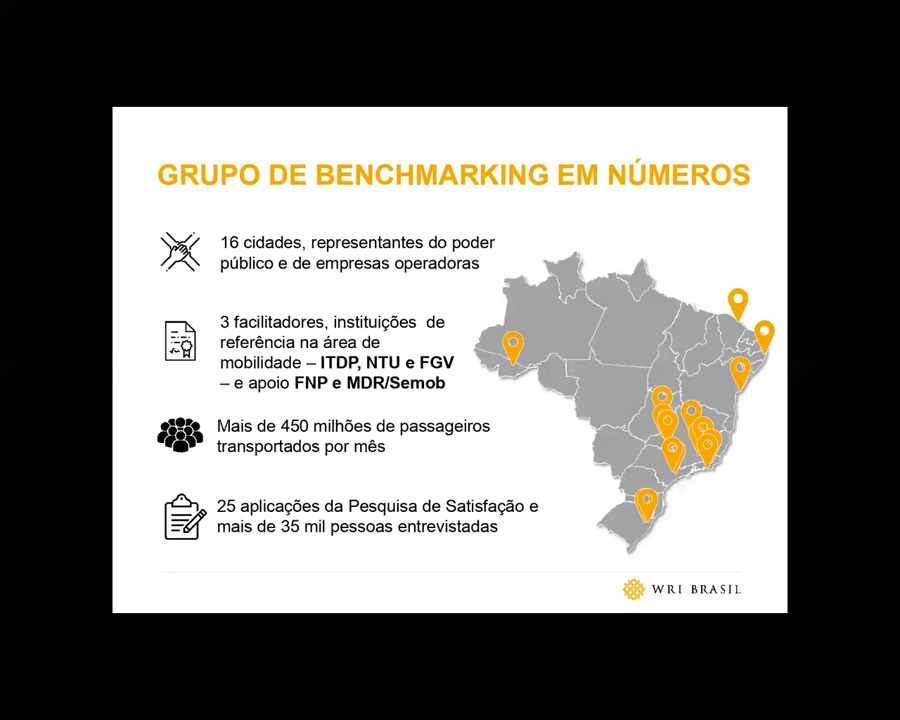 GRUPO DE BENCHMARKING EM NÚMEROS
16 cidades, representantes do poder
público e de empresas operadoras
3 facilitadores, instituições de
referência na área de
mobilidade – ITDP, NTU e FGV
– e apoio FNP e MDR/Semob
Mais de 450 milhões de passageiros
transportados por mês
25 aplicações da Pesquisa de Satisfação e
mais de 35 mil pessoas entrevistadas
WRI BRASIL